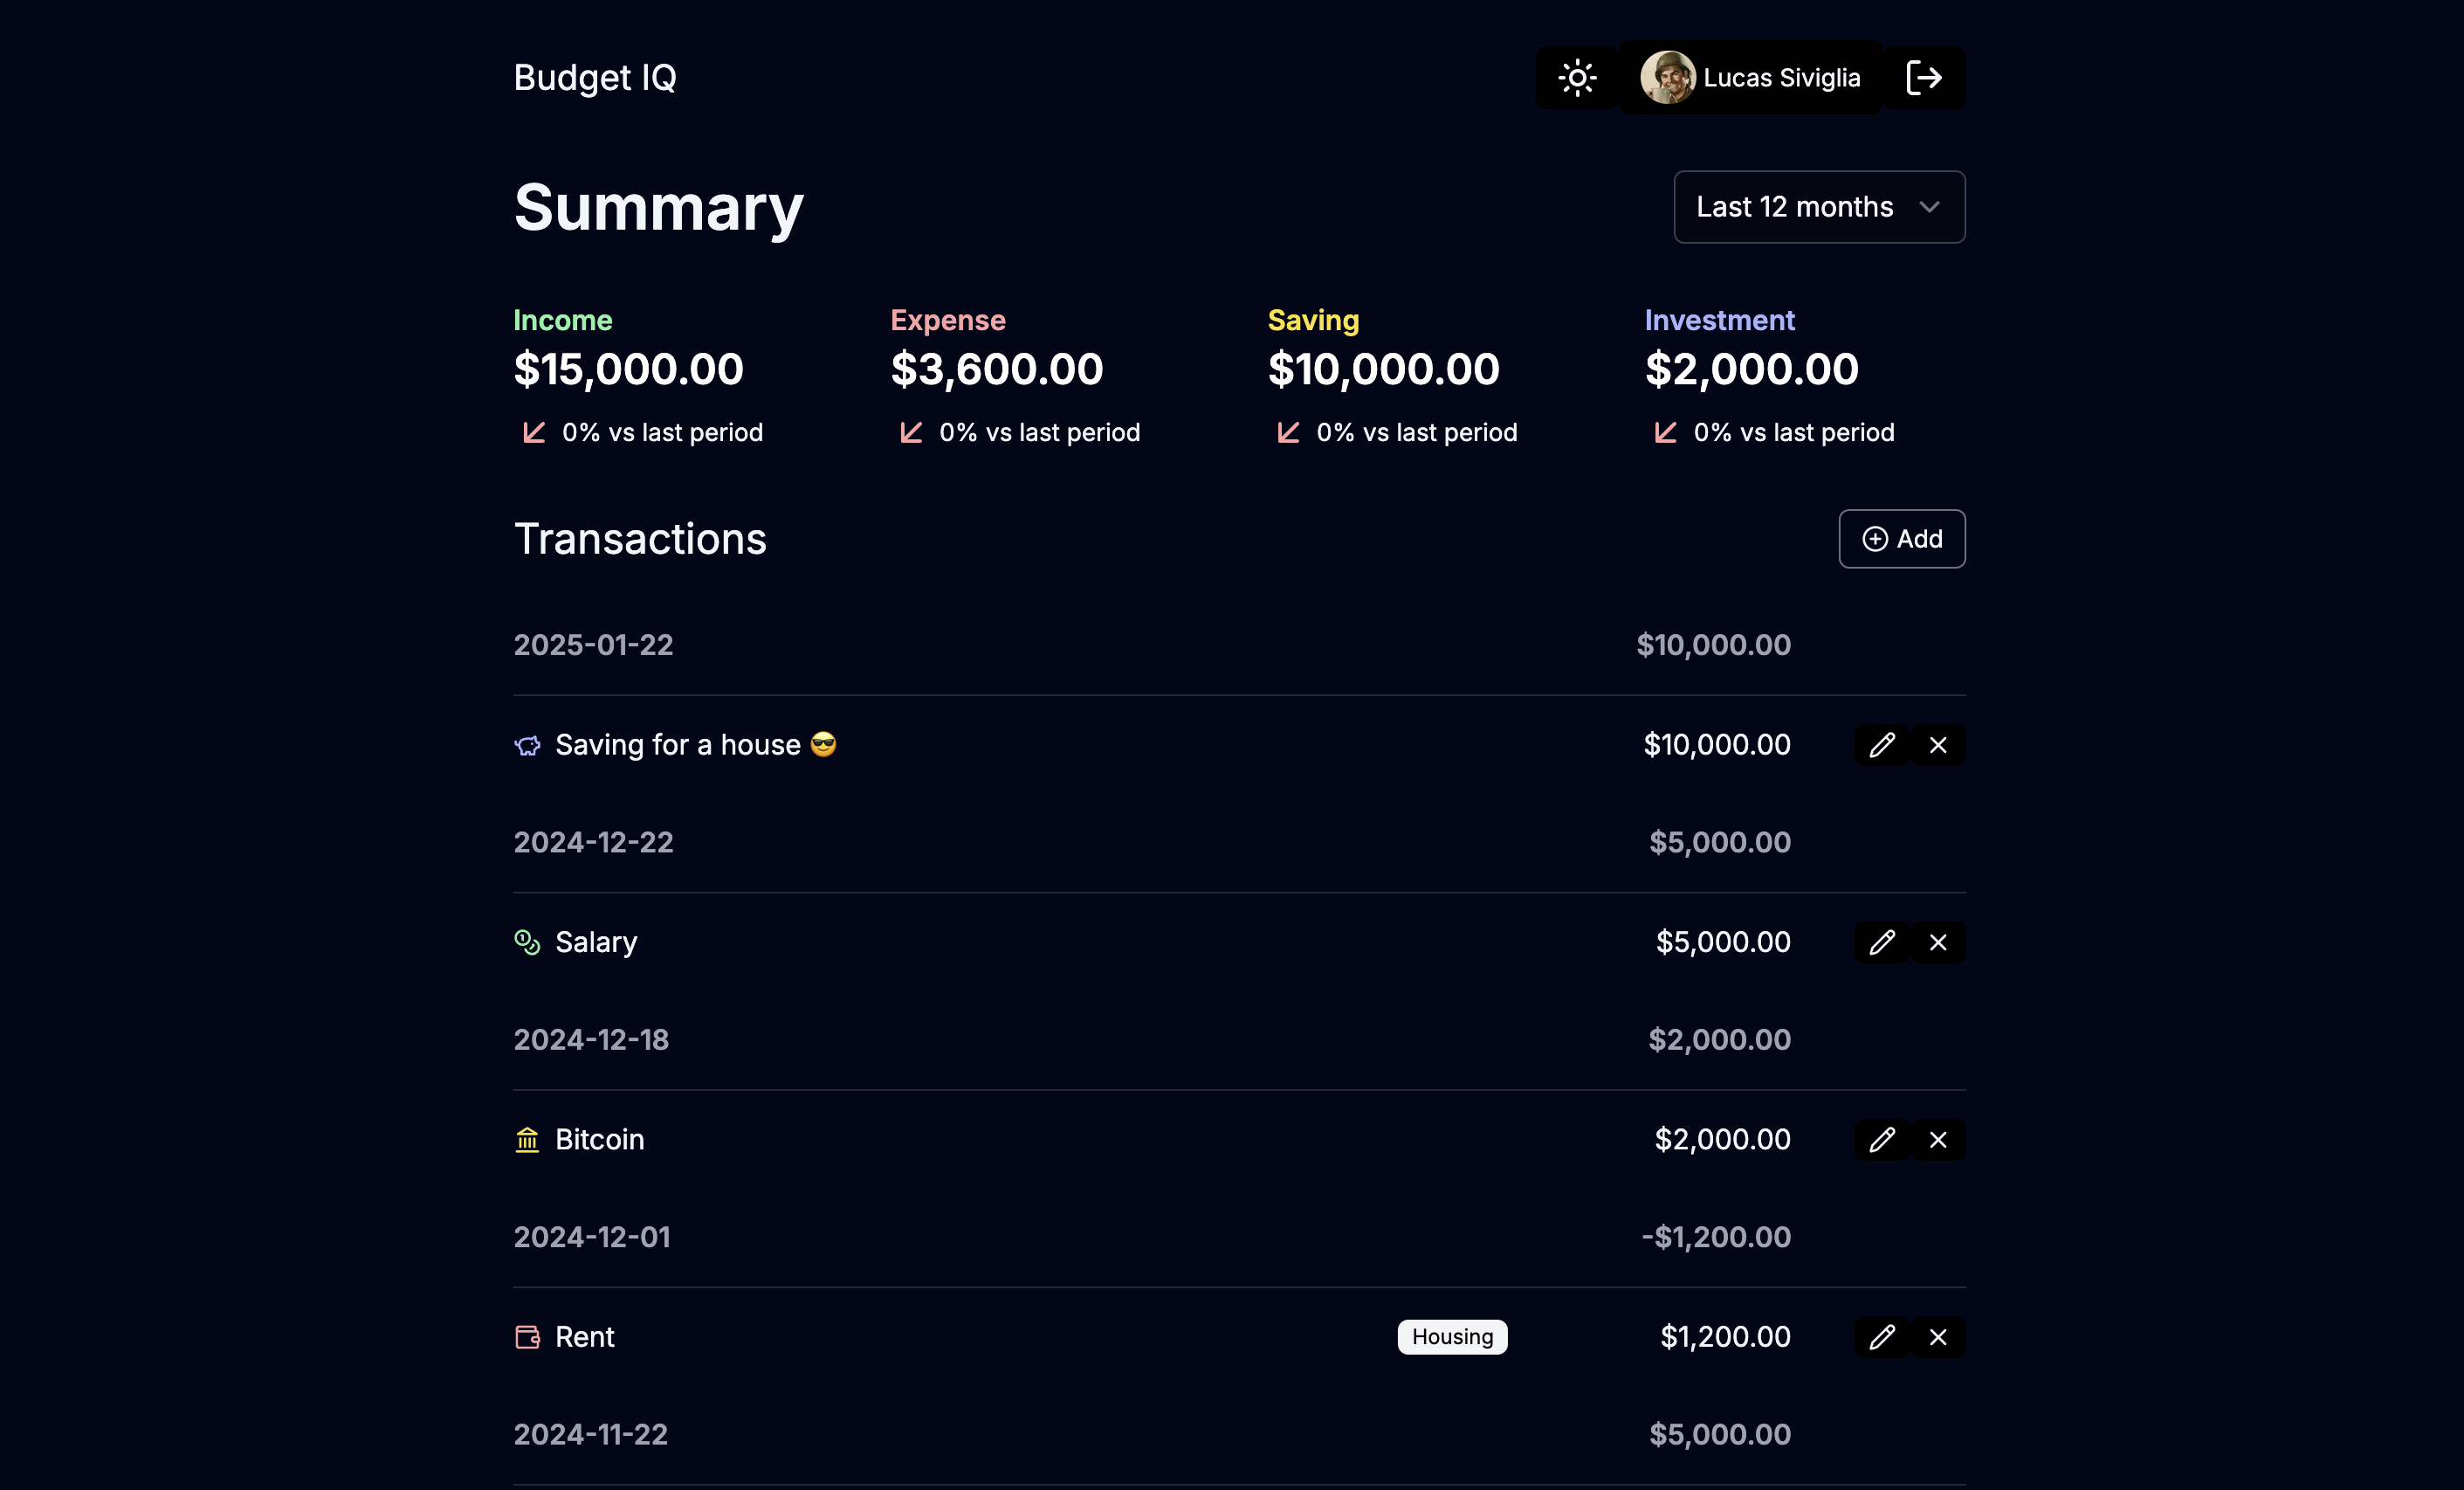 Budget IQ
Lucas Siviglia
Summary
Last 12 months
Income
$15,000.00
0% vs last period
Expense
$3,600.00
0% vs last period
Saving
$10,000.00
0% vs last period
Investment
$2,000.00
0% vs last period
Transactions
Add
2025-01-22 $10,000.00
Saving for a house 😎 $10,000.00
2024-12-22 $5,000.00
Salary $5,000.00
2024-12-18 $2,000.00
Bitcoin $2,000.00
2024-12-01 -$1,200.00
Rent Housing $1,200.00
2024-11-22 $5,000.00